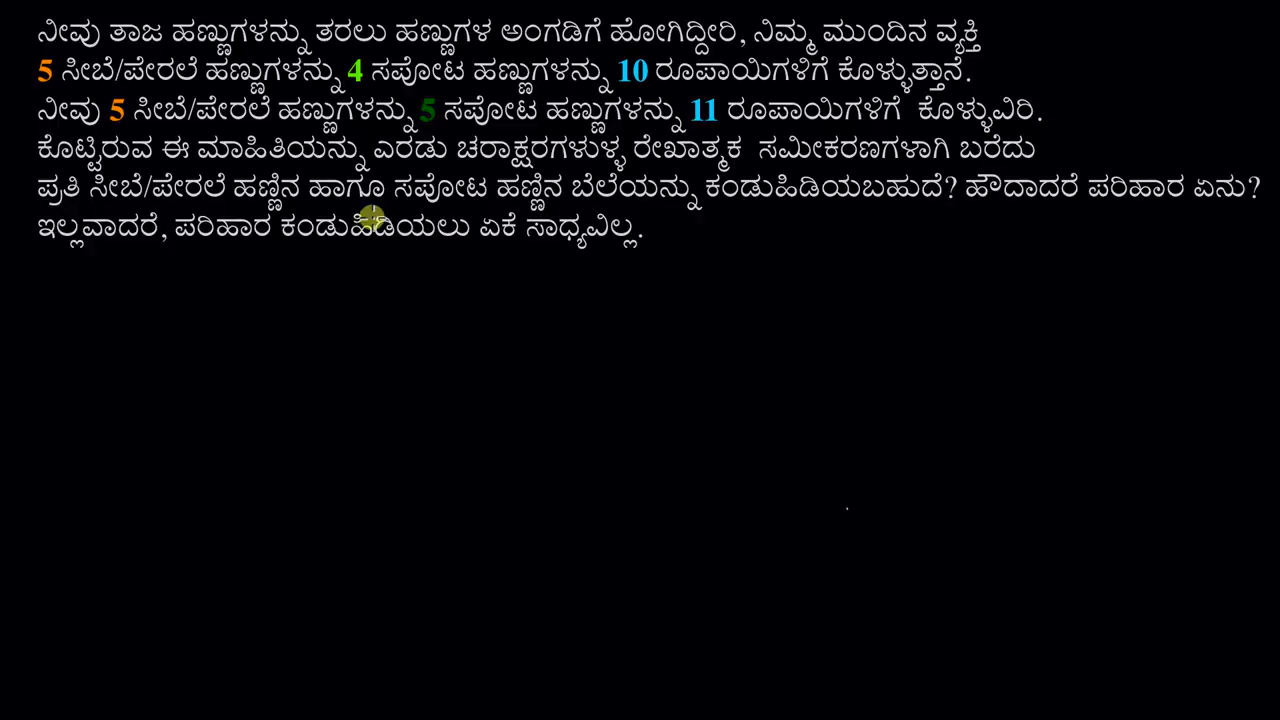 ನೀವು ತಾಜ ಹಣ್ಣುಗಳನ್ನು ತರಲು ಹಣ್ಣುಗಳ ಅಂಗಡಿಗೆ ಹೋಗಿದ್ದೀರಿ, ನಿಮ್ಮ ಮುಂದಿನ ವ್ಯಕ್ತಿ
5 ಸೀಬೆ/ಪೇರಲೆ ಹಣ್ಣುಗಳನ್ನು 4 ಸಪೋಟ ಹಣ್ಣುಗಳನ್ನು 10 ರೂಪಾಯಿಗಳಿಗೆ ಕೊಳ್ಳುತ್ತಾನೆ.
ನೀವು 5 ಸೀಬೆ/ಪೇರಲೆ ಹಣ್ಣುಗಳನ್ನು 5 ಸಪೋಟ ಹಣ್ಣುಗಳನ್ನು 11 ರೂಪಾಯಿಗಳಿಗೆ ಕೊಳ್ಳುವಿರಿ.
ಕೊಟ್ಟಿರುವ ಈ ಮಾಹಿತಿಯನ್ನು ಎರಡು ಚರಾಕ್ಷರಗಳುಳ್ಳ ರೇಖಾತ್ಮಕ ಸಮೀಕರಣಗಳಾಗಿ ಬರೆದು
ಪ್ರತಿ ಸೀಬೆ/ಪೇರಲೆ ಹಣ್ಣಿನ ಹಾಗೂ ಸಪೋಟ ಹಣ್ಣಿನ ಬೆಲೆಯನ್ನು ಕಂಡುಹಿಡಿಯಬಹುದೆ? ಹೌದಾದರೆ ಪರಿಹಾರ ಏನು?
ಇಲ್ಲವಾದರೆ, ಪರಿಹಾರ ಕಂಡುಹಿಡಿಯಲು ಏಕೆ ಸಾಧ್ಯವಿಲ್ಲ.